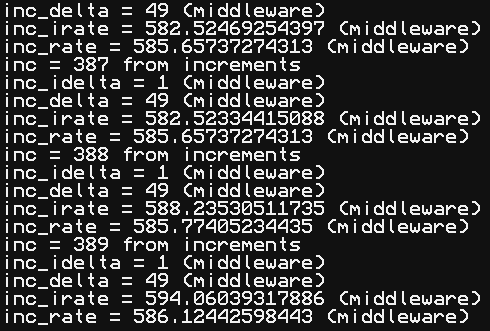 inc_delta = 49 (middleware)
inc_irate = 582.52469254397 (middleware)
inc_rate = 585.65737274313 (middleware)
inc = 387 from increments
inc_idelta = 1 (middleware)
inc_delta = 49 (middleware)
inc_irate = 582.52334415088 (middleware)
inc_rate = 585.65737274313 (middleware)
inc = 388 from increments
inc_idelta = 1 (middleware)
inc_delta = 49 (middleware)
inc_irate = 588.23530511735 (middleware)
inc_rate = 585.77405234435 (middleware)
inc = 389 from increments
inc_idelta = 1 (middleware)
inc_delta = 49 (middleware)
inc_irate = 594.06039317886 (middleware)
inc_rate = 586.12442598443 (middleware)